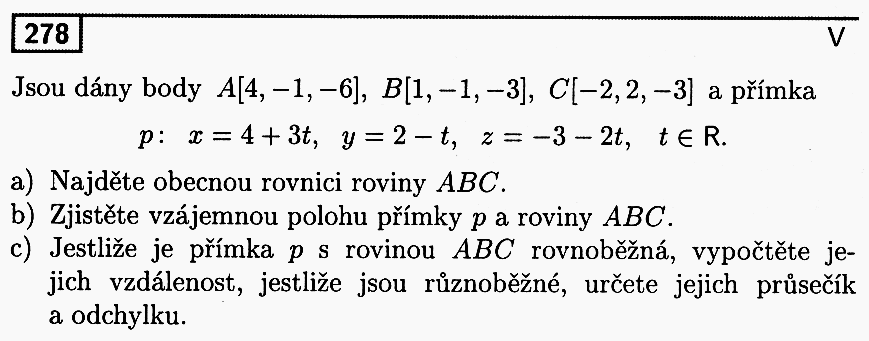 278 V
Jsou dány body A[4, −1, −6], B[1, −1, −3], C[−2, 2, −3] a přímka
p: x = 4 + 3t, y = 2 − t, z = −3 − 2t, t ∈ R.
a) Najděte obecnou rovnici roviny ABC.
b) Zjistěte vzájemnou polohu přímky p a roviny ABC.
c) Jestliže je přímka p s rovinou ABC rovnoběžná, vypočtěte je-
jich vzdálenost, jestliže jsou různoběžné, určete jejich průsečík
a odchylku.